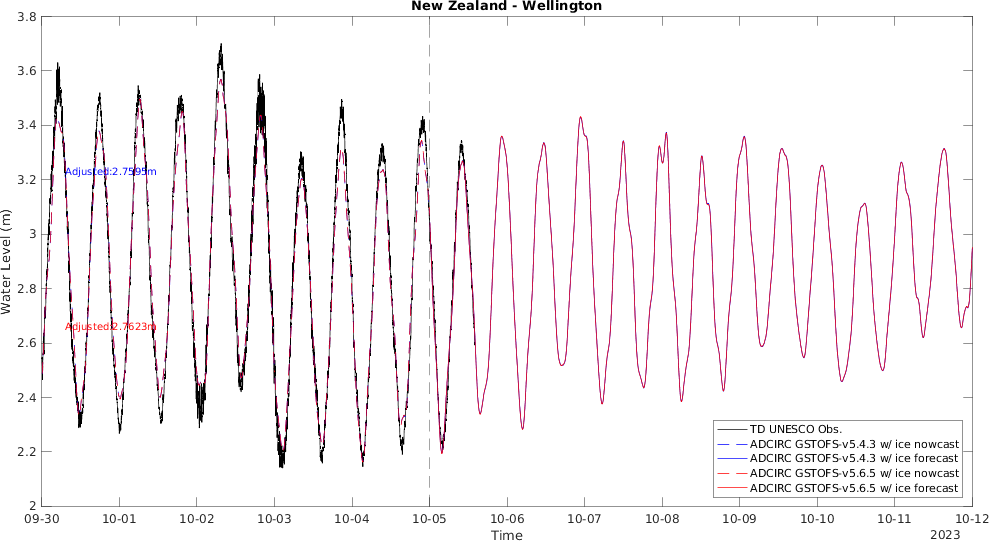 New Zealand - Wellington
3.8
3.6
3.4
3.2
3
2.8
2.6
2.4
2.2
2
Water Level (m)
Adjusted:2.7595m
Adjusted:2.7623m
TD UNESCO Obs.
ADCIRC GSTOFS-v5.4.3 w/ ice nowcast
ADCIRC GSTOFS-v5.4.3 w/ ice forecast
ADCIRC GSTOFS-v5.6.5 w/ ice nowcast
ADCIRC GSTOFS-v5.6.5 w/ ice forecast
09-30 10-01 10-02 10-03 10-04 10-05 10-06 10-07 10-08 10-09 10-10 10-11 10-12
Time
2023